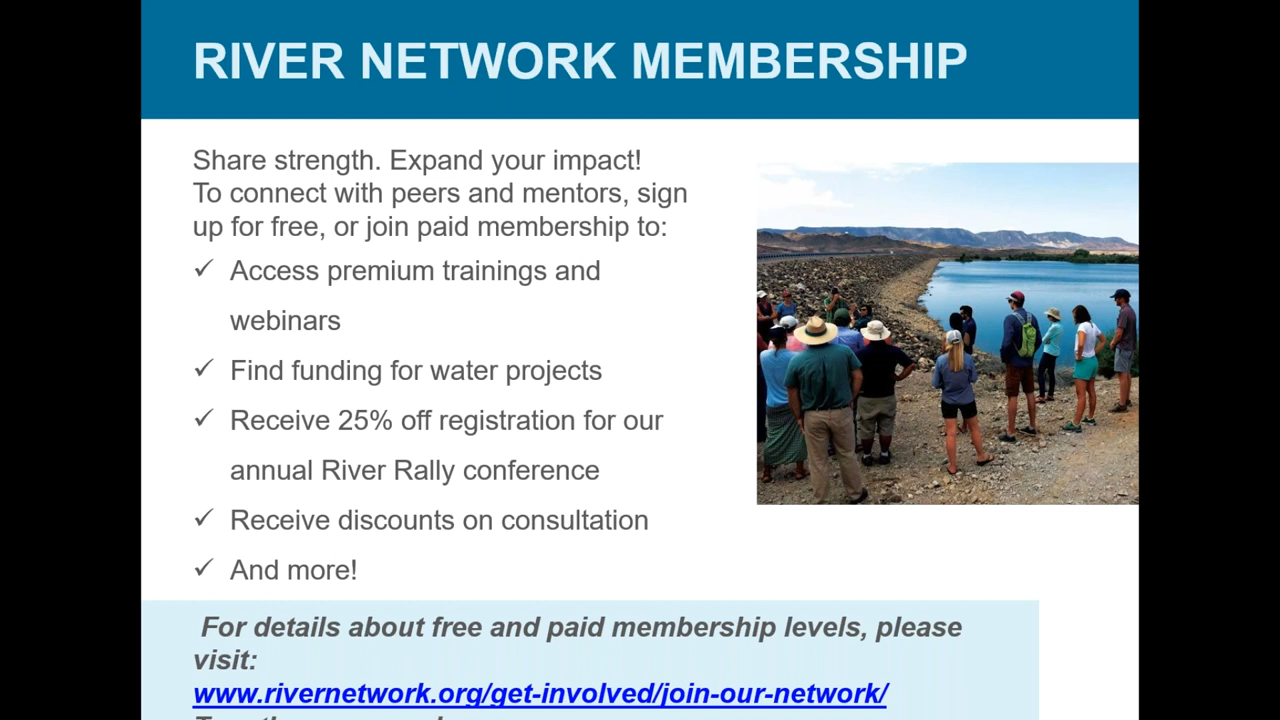 RIVER NETWORK MEMBERSHIP
Share strength. Expand your impact!
To connect with peers and mentors, sign
up for free, or join paid membership to:
✓ Access premium trainings and
webinars
✓ Find funding for water projects
✓ Receive 25% off registration for our
annual River Rally conference
✓ Receive discounts on consultation
✓ And more!
For details about free and paid membership levels, please
visit:
www.rivernetwork.org/get-involved/join-our-network/